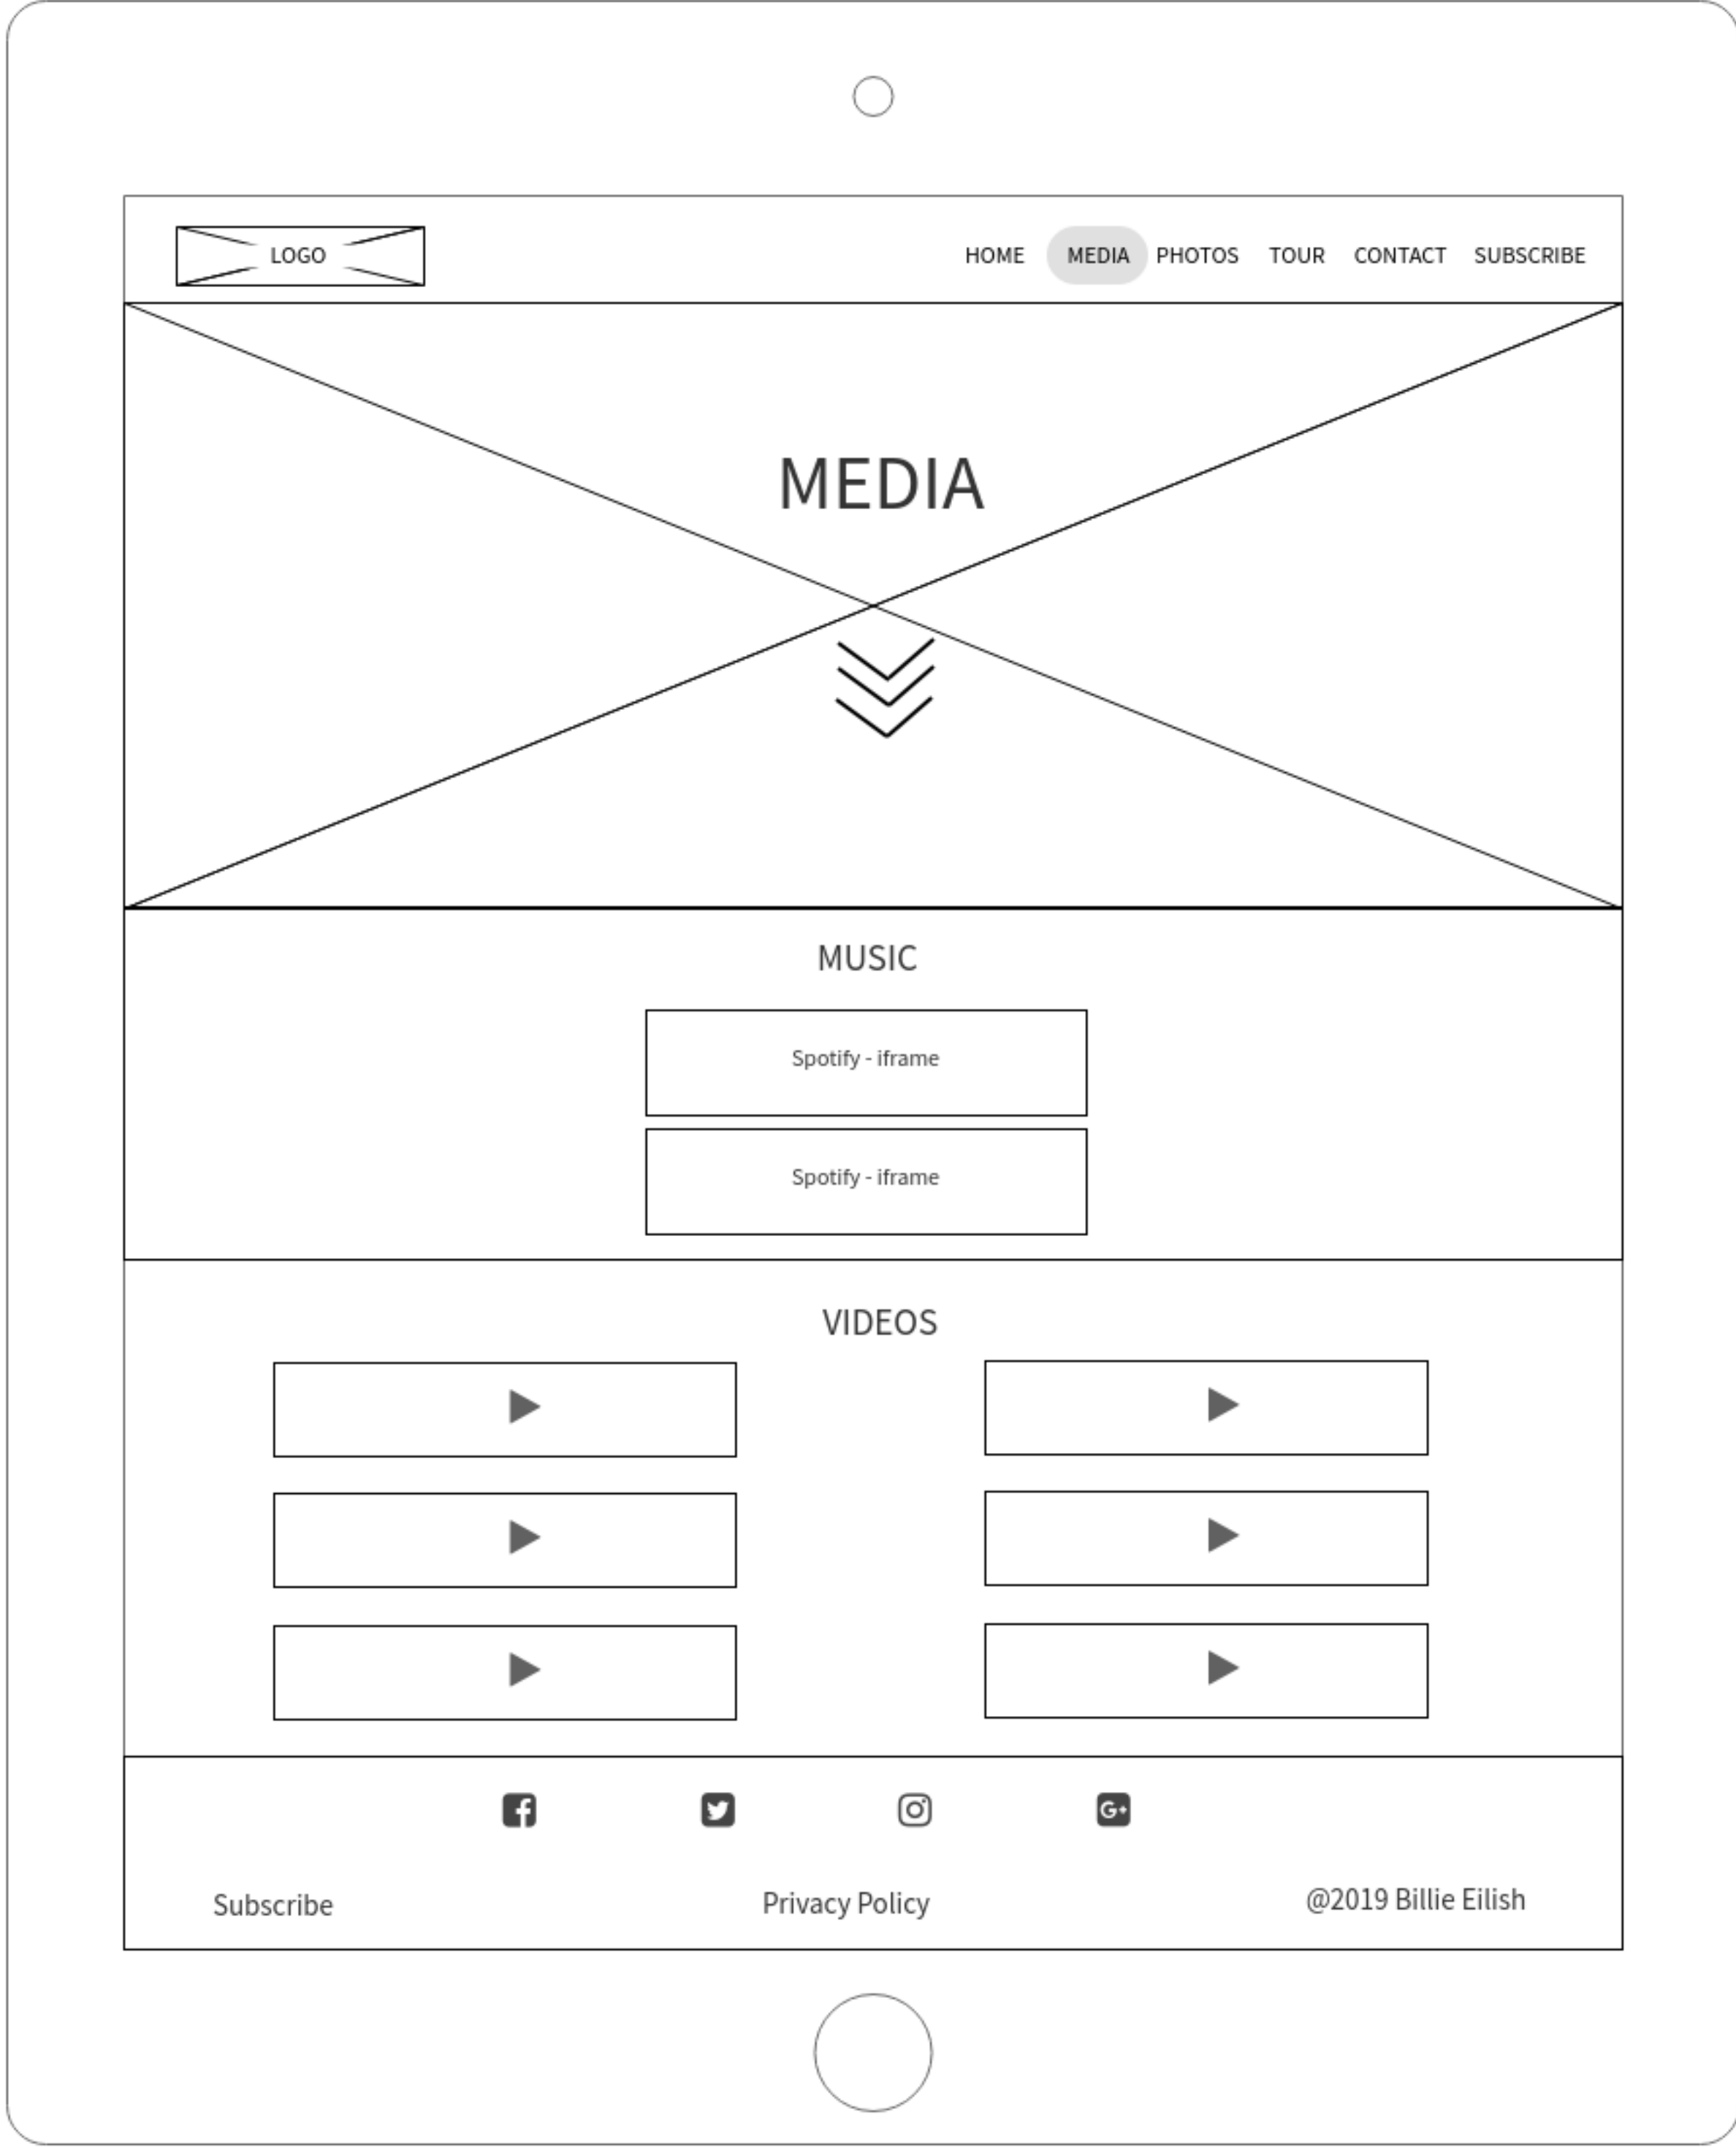 LOGO
HOME MEDIA PHOTOS TOUR CONTACT SUBSCRIBE
MEDIA
MUSIC
Spotify - iframe
Spotify - iframe
VIDEOS
Subscribe Privacy Policy @2019 Billie Eilish